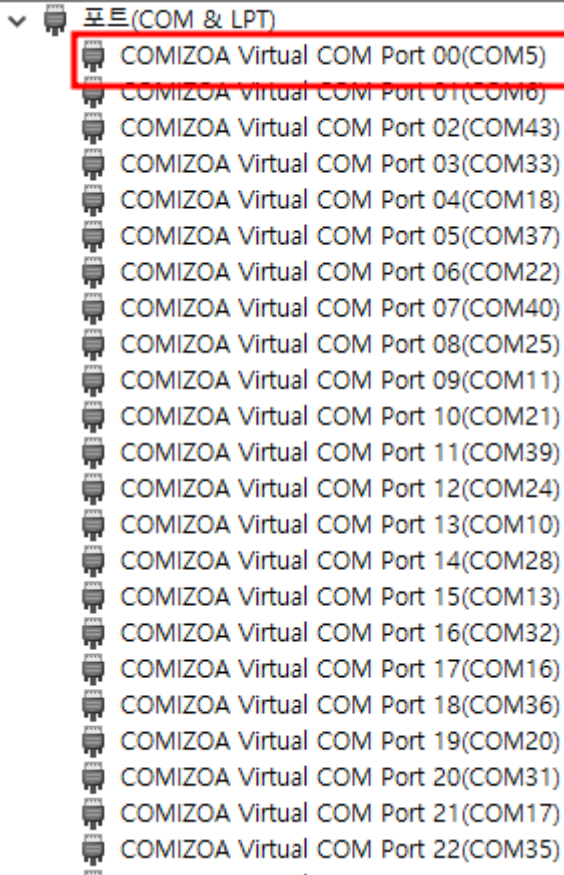 포트(COM & LPT)
COMIZOA Virtual COM Port 00(COM5)
COMIZOA Virtual COM Port 01(COM6)
COMIZOA Virtual COM Port 02(COM43)
COMIZOA Virtual COM Port 03(COM33)
COMIZOA Virtual COM Port 04(COM18)
COMIZOA Virtual COM Port 05(COM37)
COMIZOA Virtual COM Port 06(COM22)
COMIZOA Virtual COM Port 07(COM40)
COMIZOA Virtual COM Port 08(COM25)
COMIZOA Virtual COM Port 09(COM11)
COMIZOA Virtual COM Port 10(COM21)
COMIZOA Virtual COM Port 11(COM39)
COMIZOA Virtual COM Port 12(COM24)
COMIZOA Virtual COM Port 13(COM10)
COMIZOA Virtual COM Port 14(COM28)
COMIZOA Virtual COM Port 15(COM13)
COMIZOA Virtual COM Port 16(COM32)
COMIZOA Virtual COM Port 17(COM16)
COMIZOA Virtual COM Port 18(COM36)
COMIZOA Virtual COM Port 19(COM20)
COMIZOA Virtual COM Port 20(COM31)
COMIZOA Virtual COM Port 21(COM17)
COMIZOA Virtual COM Port 22(COM35)